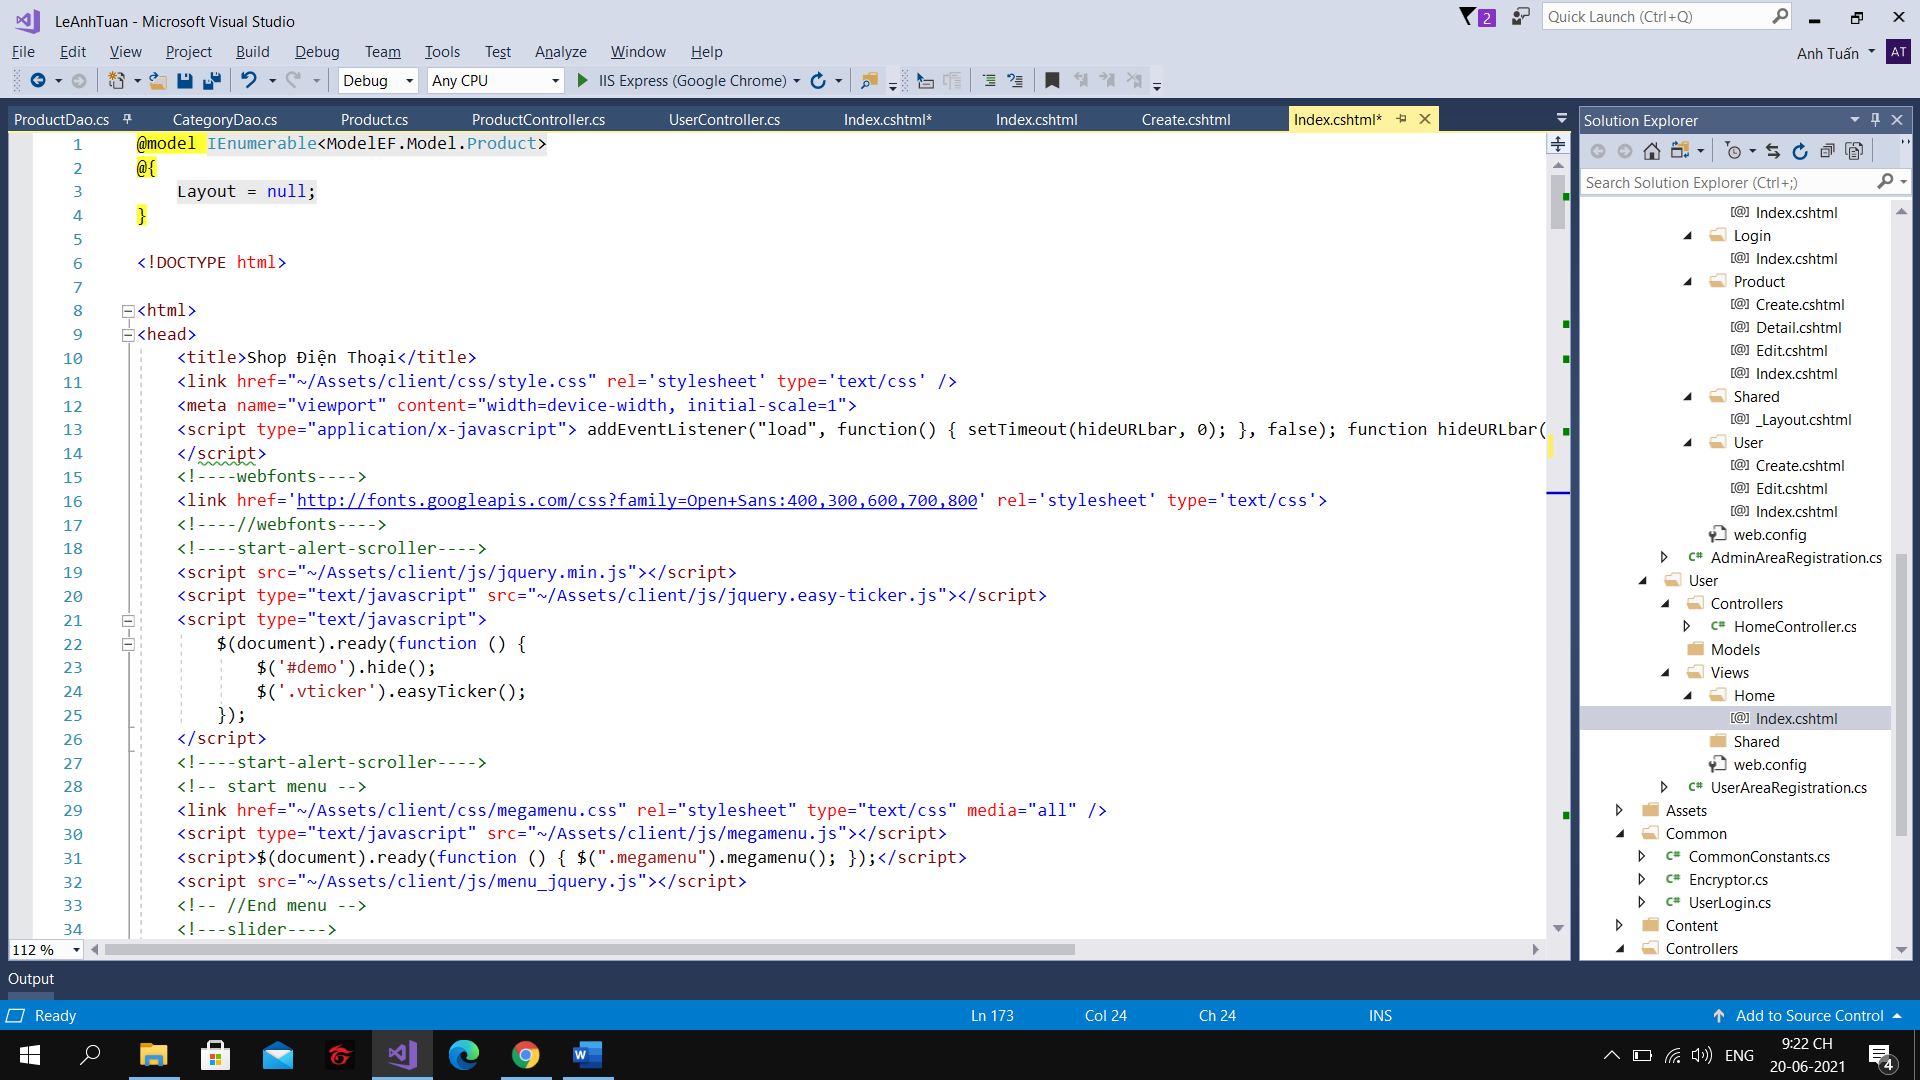 LeAnhTuan - Microsoft Visual Studio
2
Quick Launch (Ctrl+Q)
File Edit View Project Build Debug Team Tools Test Analyze Window Help
Anh Tuấn AT
Debug Any CPU IIS Express (Google Chrome)
ProductDao.cs CategoryDao.cs Product.cs ProductController.cs UserController.cs Index.cshtml* Index.cshtml Create.cshtml Index.cshtml*
1 @model IEnumerable<ModelEF.Model.Product>
2 @{
3 Layout = null;
4 }
5
6 <!DOCTYPE html>
7
8 <html>
9 <head>
10 <title>Shop Điện Thoại</title>
11 <link href="~/Assets/client/css/style.css" rel='stylesheet' type='text/css' />
12 <meta name="viewport" content="width=device-width, initial-scale=1">
13 <script type="application/x-javascript"> addEventListener("load", function() { setTimeout(hideURLbar, 0); }, false); function hideURLbar(
14 </script>
15 <!----webfonts---->
16 <link href='http://fonts.googleapis.com/css?family=Open+Sans:400,300,600,700,800' rel='stylesheet' type='text/css'>
17 <!----//webfonts---->
18 <!----start-alert-scroller---->
19 <script src="~/Assets/client/js/jquery.min.js"></script>
20 <script type="text/javascript" src="~/Assets/client/js/jquery.easy-ticker.js"></script>
21 <script type="text/javascript">
22 $(document).ready(function () {
23 $('#demo').hide();
24 $('.vticker').easyTicker();
25 });
26 </script>
27 <!----start-alert-scroller---->
28 <!-- start menu -->
29 <link href="~/Assets/client/css/megamenu.css" rel="stylesheet" type="text/css" media="all" />
30 <script type="text/javascript" src="~/Assets/client/js/megamenu.js"></script>
31 <script>$(document).ready(function () { $(".megamenu").megamenu(); });</script>
32 <script src="~/Assets/client/js/menu_jquery.js"></script>
33 <!-- //End menu -->
34 <!---slider---->
112 %
Solution Explorer
Search Solution Explorer (Ctrl+;)
Index.cshtml
Login
Index.cshtml
Product
Create.cshtml
Detail.cshtml
Edit.cshtml
Index.cshtml
Shared
_Layout.cshtml
User
Create.cshtml
Edit.cshtml
Index.cshtml
web.config
C# AdminAreaRegistration.cs
User
Controllers
C# HomeController.cs
Models
Views
Home
Index.cshtml
Shared
web.config
C# UserAreaRegistration.cs
Assets
Common
C# CommonConstants.cs
C# Encryptor.cs
C# UserLogin.cs
Content
Controllers
Output
Ready Ln 173 Col 24 Ch 24 INS Add to Source Control
ENG
9:22 CH
20-06-2021
4